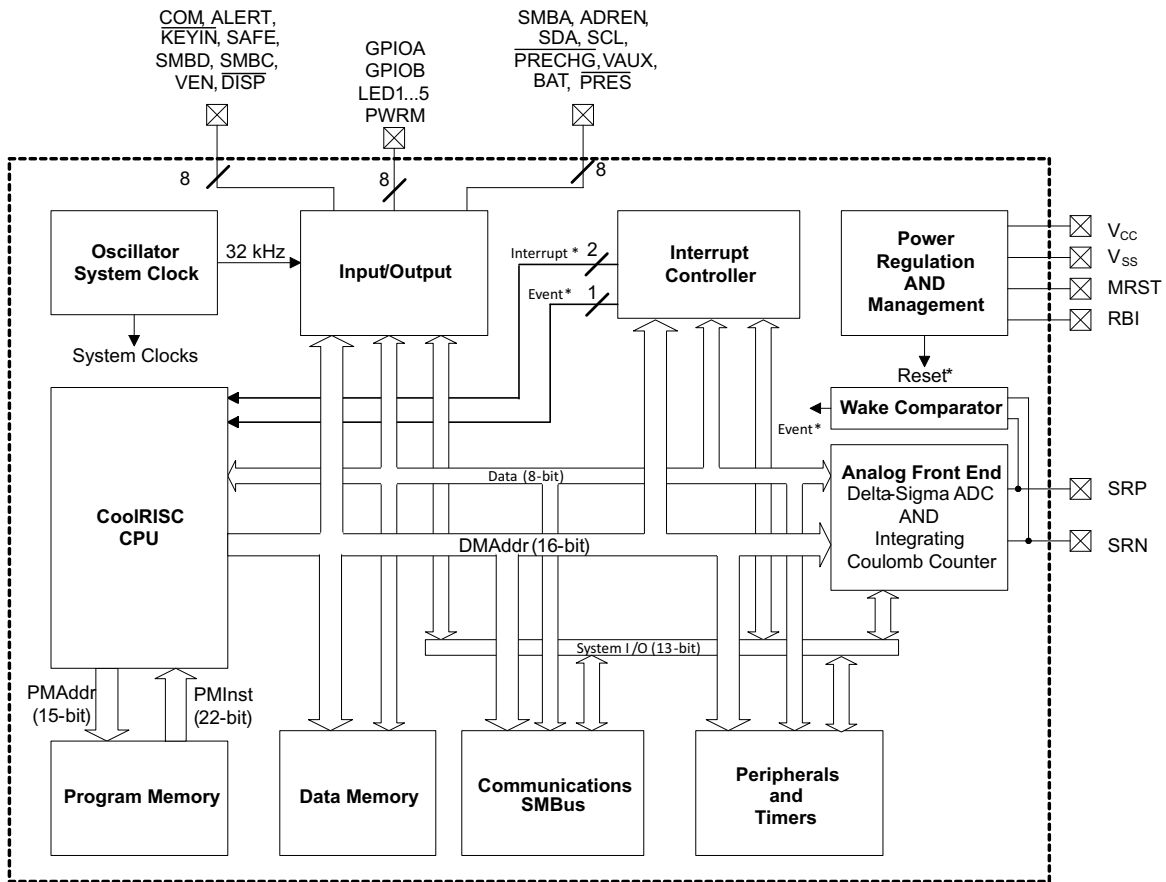 COM, ALERT,
KEYIN, SAFE,
SMBD, SMBC,
VEN, DISP
GPIOA
GPIOB
LED1...5
PWRM
SMBA, ADREN,
SDA, SCL,
PRECHG, VAUX,
BAT, PRES
8
8
8
Oscillator
System Clock
32 kHz
Input/Output
Interrupt *
2
Event *
1
Interrupt
Controller
Power
Regulation
AND
Management
VCC
VSS
MRST
RBI
System Clocks
Reset*
Wake Comparator
Event *
CoolRISC
CPU
Data (8-bit)
DMAddr (16-bit)
Analog Front End
Delta-Sigma ADC
AND
Integrating
Coulomb Counter
SRP
SRN
System I /O (13-bit)
PMAddr
(15-bit)
PMInst
(22-bit)
Program Memory
Data Memory
Communications
SMBus
Peripherals
and
Timers